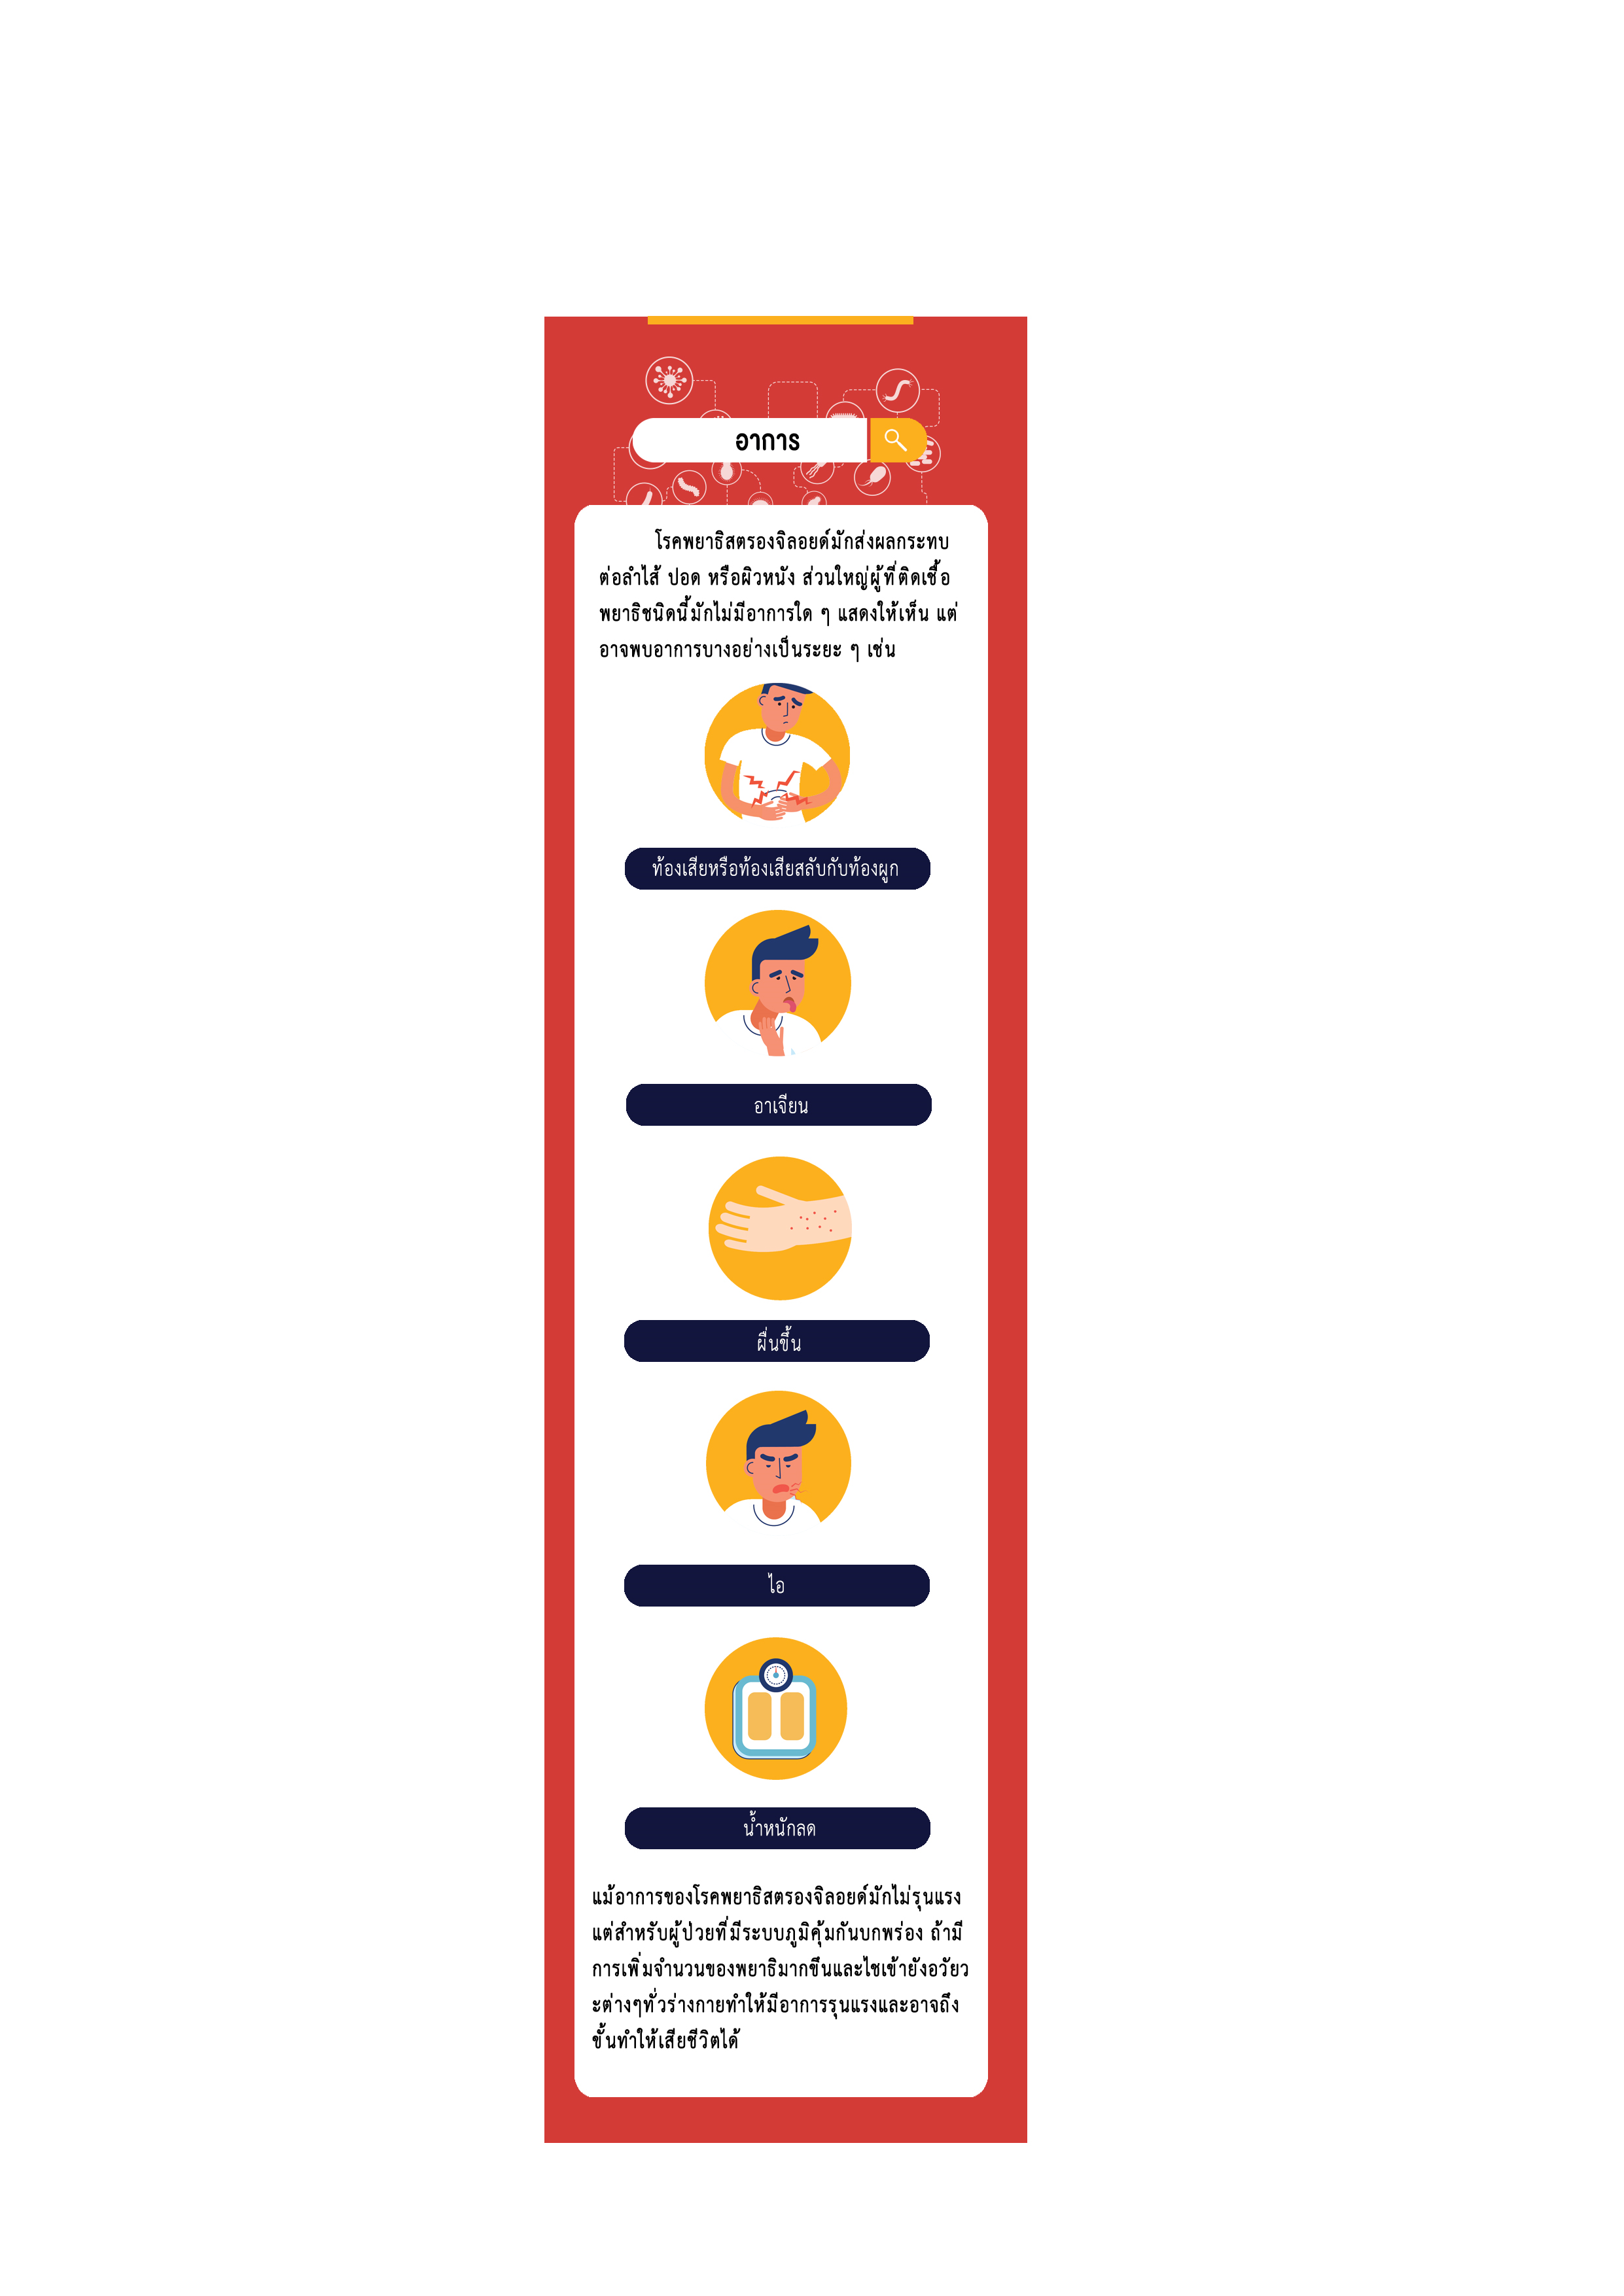 อาการ
โรคพยาธิสตรองจิลอยด์มักส่งผลกระทบ
ต่อลำไส้ ปอด หรือผิวหนัง ส่วนใหญ่ผู้ที่ติดเชื้อ
พยาธิชนิดนี้มักไม่มีอาการใด ๆ แสดงให้เห็น แต่
อาจพบอาการบางอย่างเป็นระยะ ๆ เช่น
ท้องเสียหรือท้องเสียสลับกับท้องผูก
อาเจียน
ผื่นขึ้น
ไอ
น้ำหนักลด
แม้อาการของโรคพยาธิสตรองจิลอยด์มักไม่รุนแรง
แต่สำหรับผู้ป่วยที่มีระบบภูมิคุ้มกันบกพร่อง ถ้ามี
การเพิ่มจำนวนของพยาธิมากขึ้นและไชเข้ายังอวัยว
ะต่างๆทั่วร่างกายทำให้มีอาการรุนแรงและอาจถึง
ขั้นทำให้เสียชีวิตได้